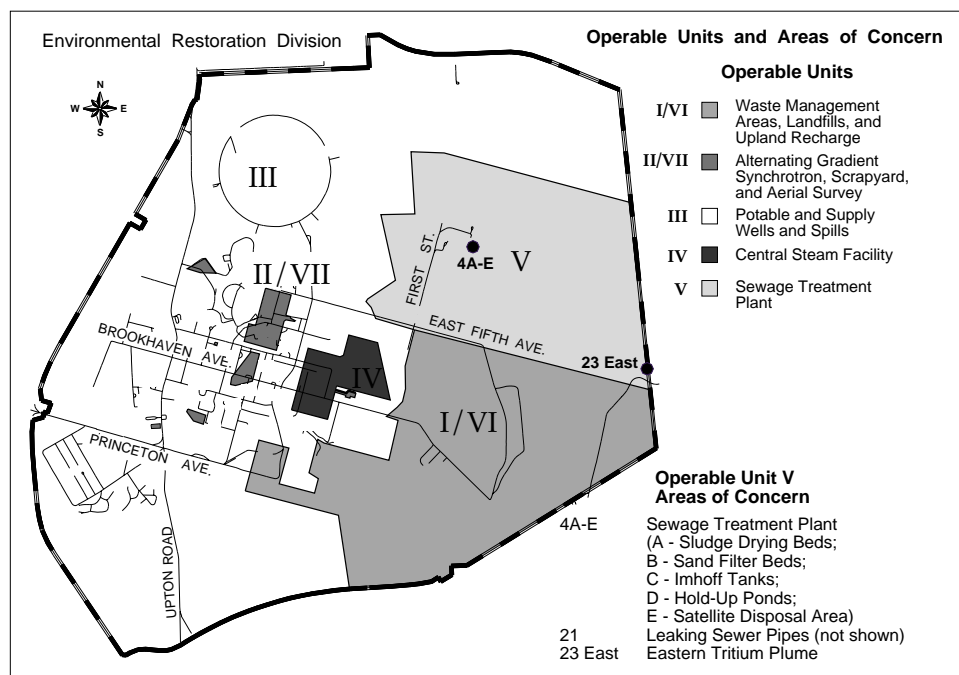 Environmental Restoration Division
Operable Units and Areas of Concern
N
W E
S
Operable Units
I/VI Waste Management
Areas, Landfills, and
Upland Recharge
II/VII Alternating Gradient
Synchrotron, Scrapyard,
and Aerial Survey
III Potable and Supply
Wells and Spills
IV Central Steam Facility
V Sewage Treatment
Plant
III
II/VII
FIRST ST.
4A-E
V
EAST FIFTH AVE.
23 East
BROOKHAVEN AVE.
IV
I/VI
PRINCETON AVE.
UPTON ROAD
Operable Unit V
Areas of Concern
4A-E Sewage Treatment Plant
(A - Sludge Drying Beds;
B - Sand Filter Beds;
C - Imhoff Tanks;
D - Hold-Up Ponds;
E - Satellite Disposal Area)
21 Leaking Sewer Pipes (not shown)
23 East Eastern Tritium Plume